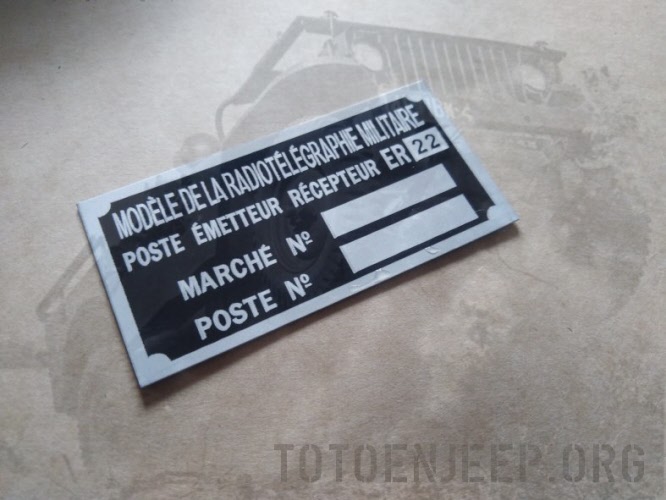 MODÈLE DE LA RADIOTÉLÉGRAPHIE MILITAIRE
POSTE ÉMETTEUR RÉCEPTEUR ER 22
MARCHÉ Nº
POSTE Nº
TOTOENJEEP.ORG